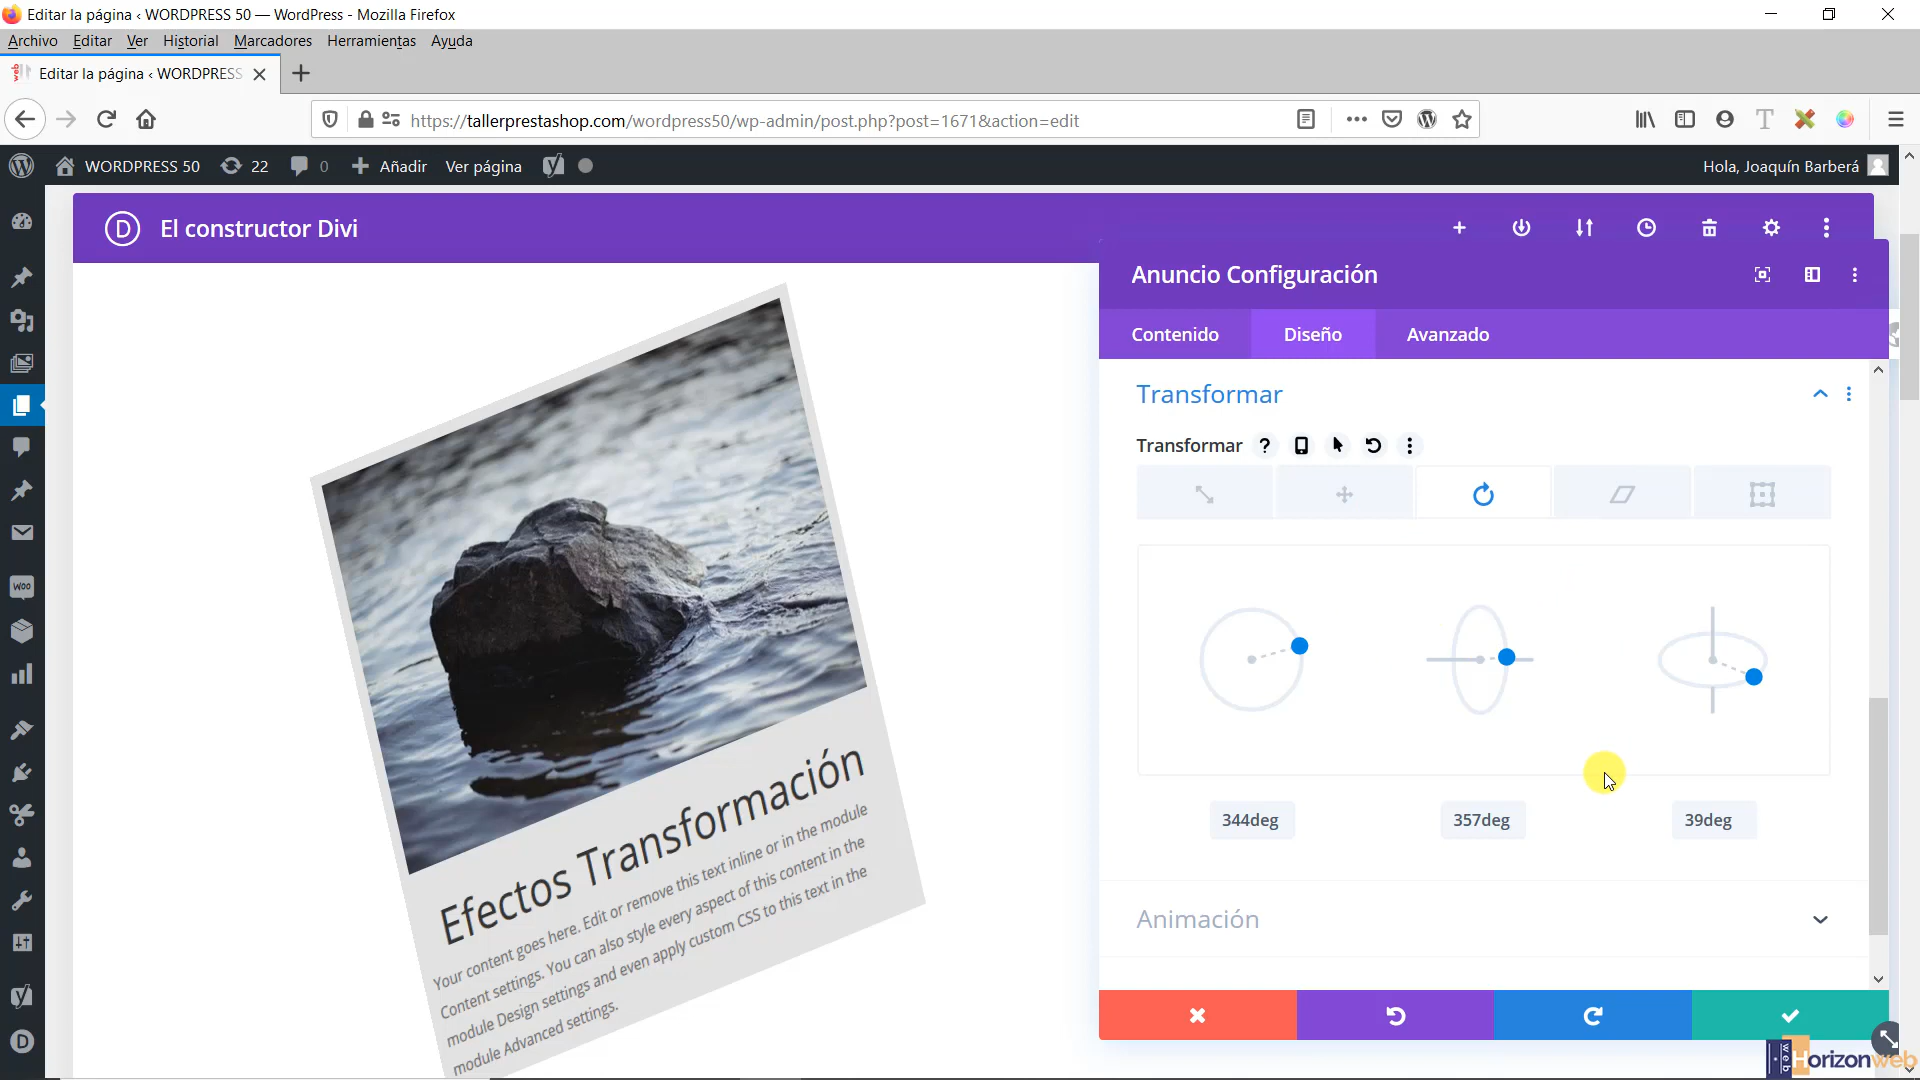 Editar la página ‹ WORDPRESS 50 — WordPress - Mozilla Firefox
Archivo Editar Ver Historial Marcadores Herramientas Ayuda
web
Editar la página ‹ WORDPRESS
https://tallerprestashop.com/wordpress50/wp-admin/post.php?post=1671&action=edit
WORDPRESS 50 22 0 Añadir Ver página
Hola, Joaquín Barberá
El constructor Divi
Anuncio Configuración
Contenido Diseño Avanzado
Transformar
Transformar
344deg 357deg 39deg
Animación
Efectos Transformación
Your content goes here. Edit or remove this text inline or in the module
Content settings. You can also style every aspect of this content in the
module Design settings and even apply custom CSS to this text in the
module Advanced settings.
web Horizonweb